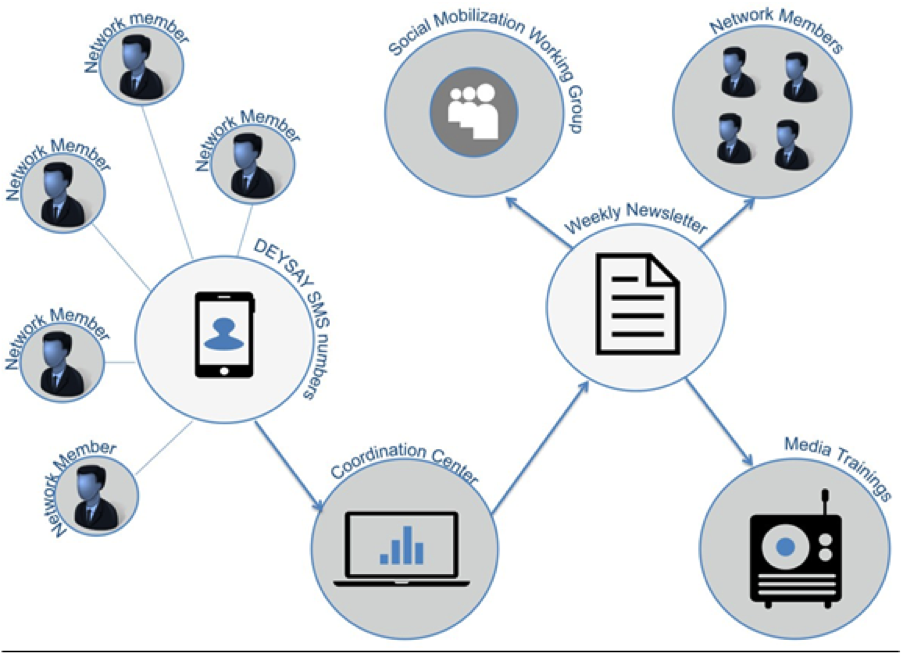 Network member
Network Member
Network Member
Network Member
Network Member
DEYSAY SMS numbers
Coordination Center
Social Mobilization Working Group
Network Members
Weekly Newsletter
Media Trainings